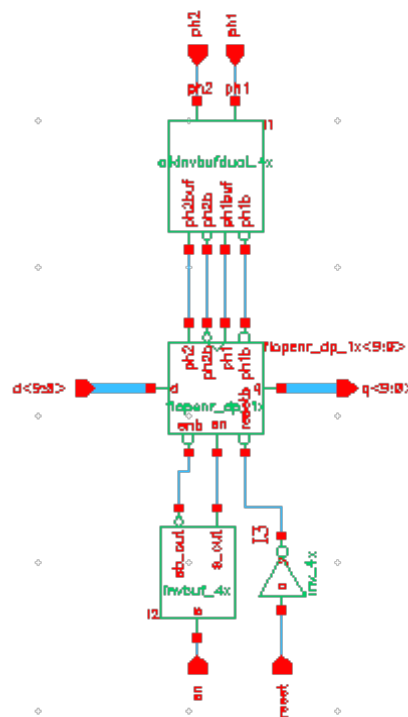 ph2 ph1
ph2 ph1
I1
clkinvbufdual_4x
ph2buf ph2b ph1buf ph1b
ph2 ph2b ph1 ph1b
flopenr_dp_1x<9:0>
d<9:0> d q q<9:0>
flopenr_dp_1x
enb en resetb
sb_out s_out
I3
invbuf_4x
inv_4x
a
I2 s
en reset